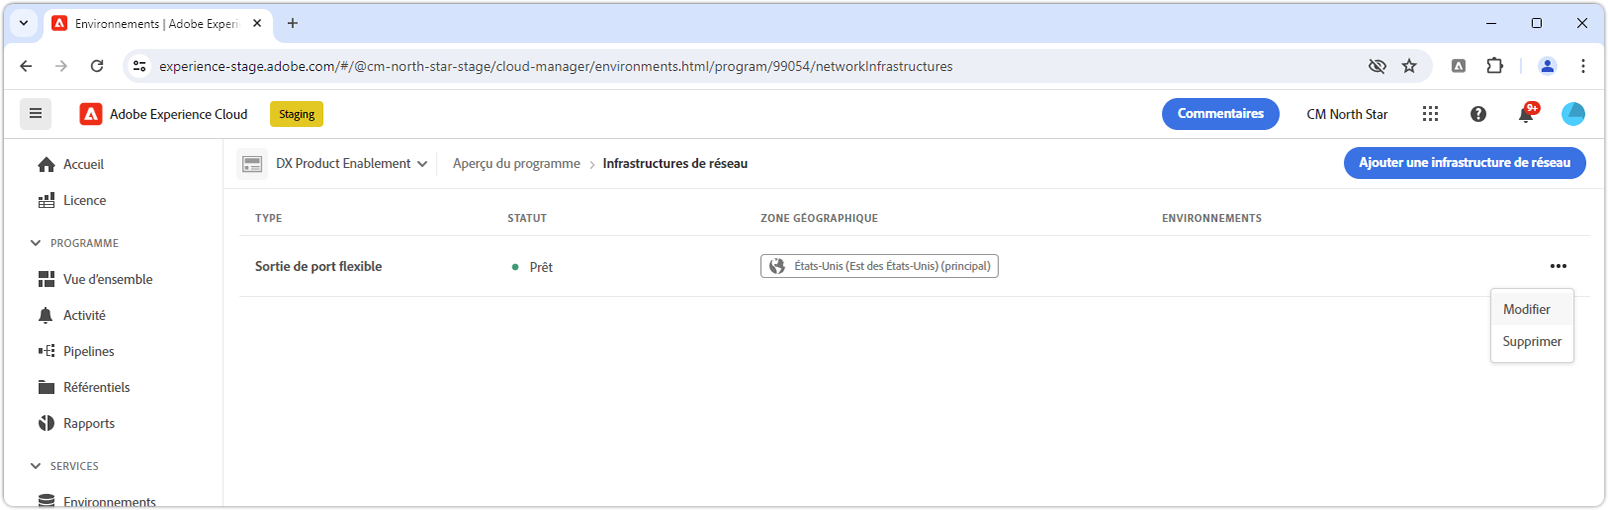 Environnements | Adobe Experi
experience-stage.adobe.com/#/@cm-north-star-stage/cloud-manager/environments.html/program/99054/networkInfrastructures
Adobe Experience Cloud
Staging
Commentaires
CM North Star
9+
Accueil
Licence
PROGRAMME
Vue d’ensemble
Activité
Pipelines
Référentiels
Rapports
SERVICES
Environnements
DX Product Enablement
Aperçu du programme
Infrastructures de réseau
Ajouter une infrastructure de réseau
TYPE STATUT ZONE GÉOGRAPHIQUE ENVIRONNEMENTS
Sortie de port flexible Prêt États-Unis (Est des États-Unis) (principal)
Modifier
Supprimer